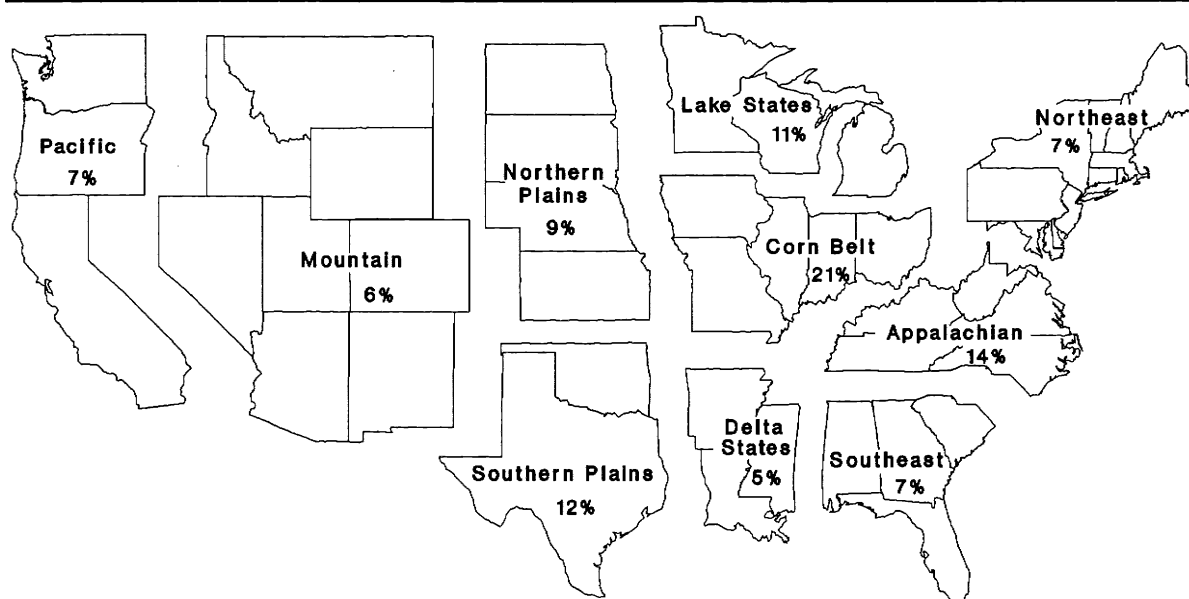 Pacific
7%
Mountain
6%
Northern
Plains
9%
Southern Plains
12%
Lake States
11%
Corn Belt
21%
Delta
States
5%
Appalachian
14%
Southeast
7%
Northeast
7%